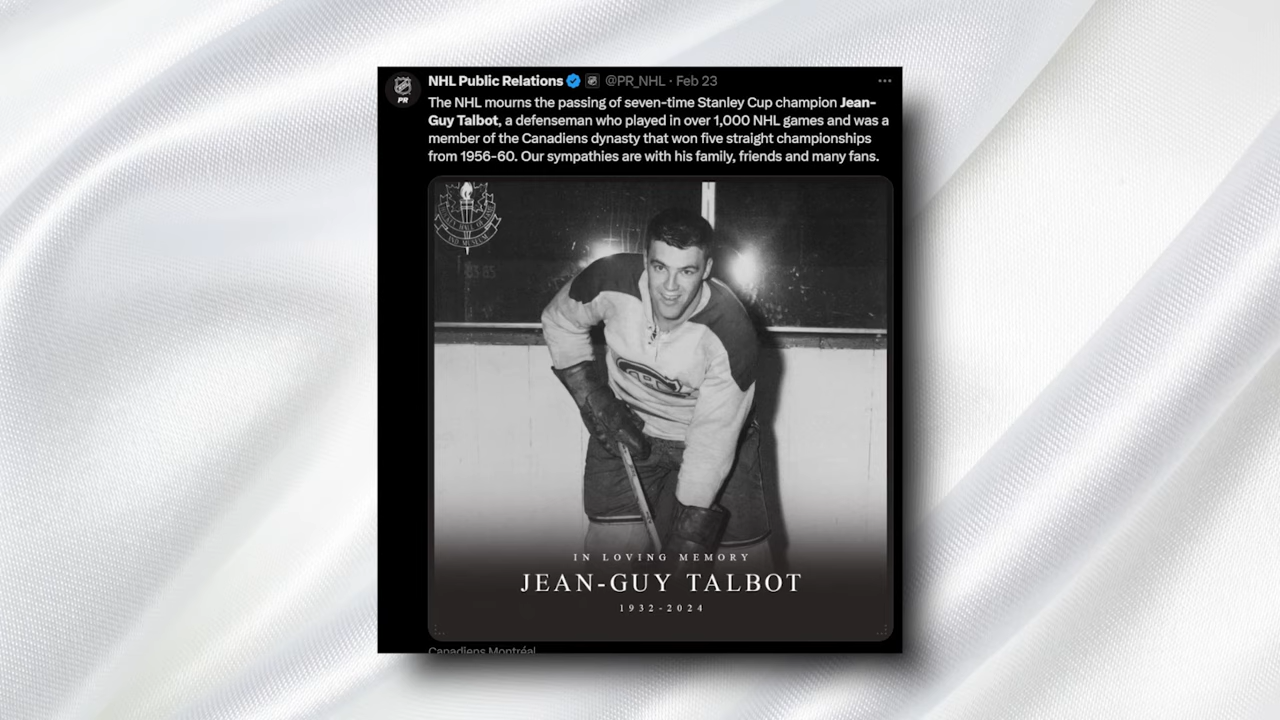 NHL Public Relations @PR_NHL · Feb 23
PR
The NHL mourns the passing of seven-time Stanley Cup champion Jean-
Guy Talbot, a defenseman who played in over 1,000 NHL games and was a
member of the Canadiens dynasty that won five straight championships
from 1956-60. Our sympathies are with his family, friends and many fans.
IN LOVING MEMORY
JEAN-GUY TALBOT
1932-2024
Canadiens Montréal